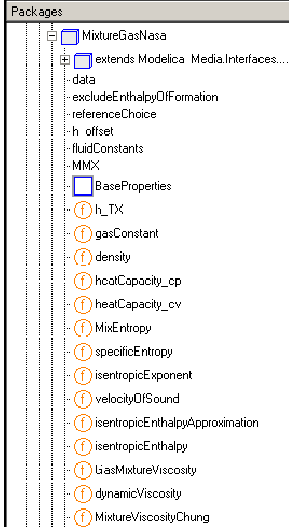 Packages
MixtureGasNasa
extends Modelica Media.Interfaces....
data
excludeEnthalpyOfFormation
referenceChoice
h_offset
fluidConstants
MMX
BaseProperties
f h_TX
f gasConstant
f density
f heatCapacity_cp
f heatCapacity_cv
f MixEntropy
f specificEntropy
f isentropicExponent
f velocityOfSound
f isentropicEnthalpyApproximation
f isentropicEnthalpy
f GasMixtureViscosity
f dynamicViscosity
f MixtureViscosityChung